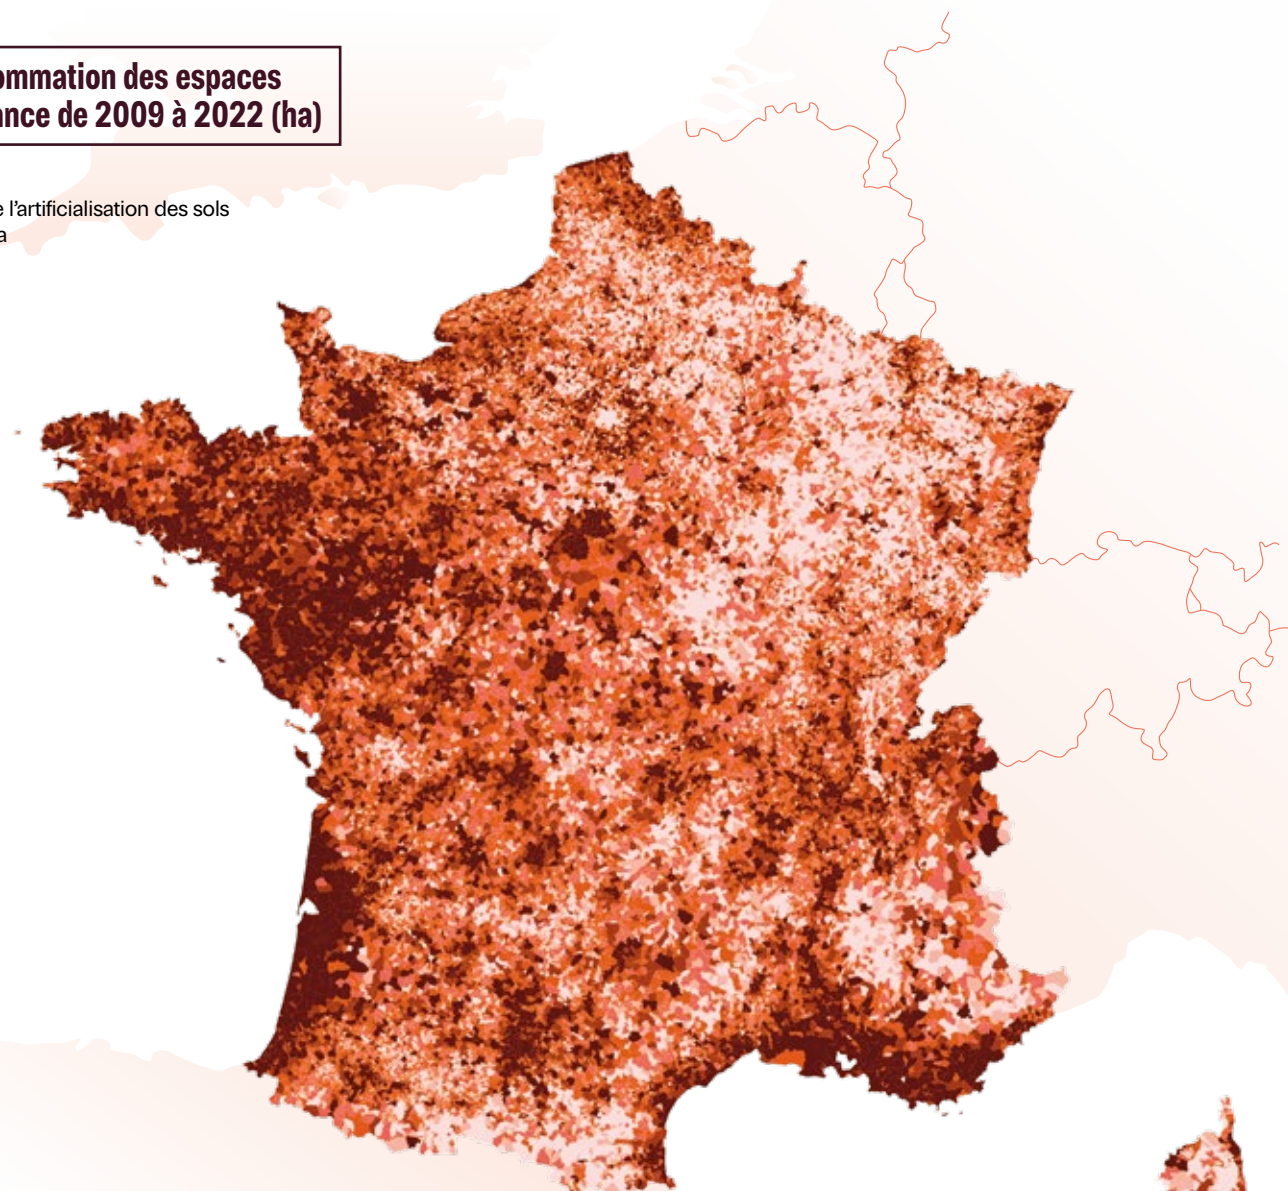 ommation des espaces
ance de 2009 à 2022 (ha)
e l'artificialisation des sols
a